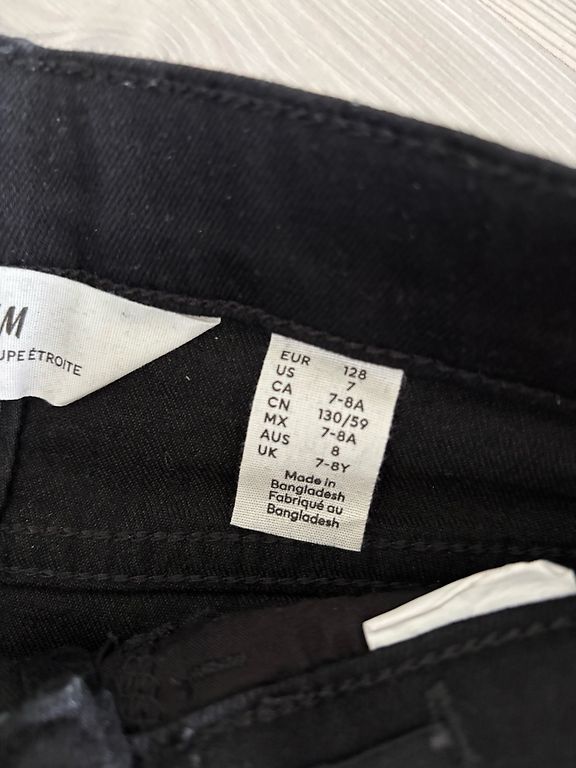 M
UPE ÉTROITE
EUR 128
US 7
CA 7-8A
CN 130/59
MX 7-8A
AUS 8
UK 7-8Y
Made in
Bangladesh
Fabriqué au
Bangladesh